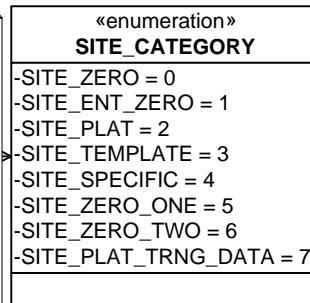 «enumeration»
SITE_CATEGORY
-SITE_ZERO = 0
-SITE_ENT_ZERO = 1
-SITE_PLAT = 2
-SITE_TEMPLATE = 3
-SITE_SPECIFIC = 4
-SITE_ZERO_ONE = 5
-SITE_ZERO_TWO = 6
-SITE_PLAT_TRNG_DATA = 7